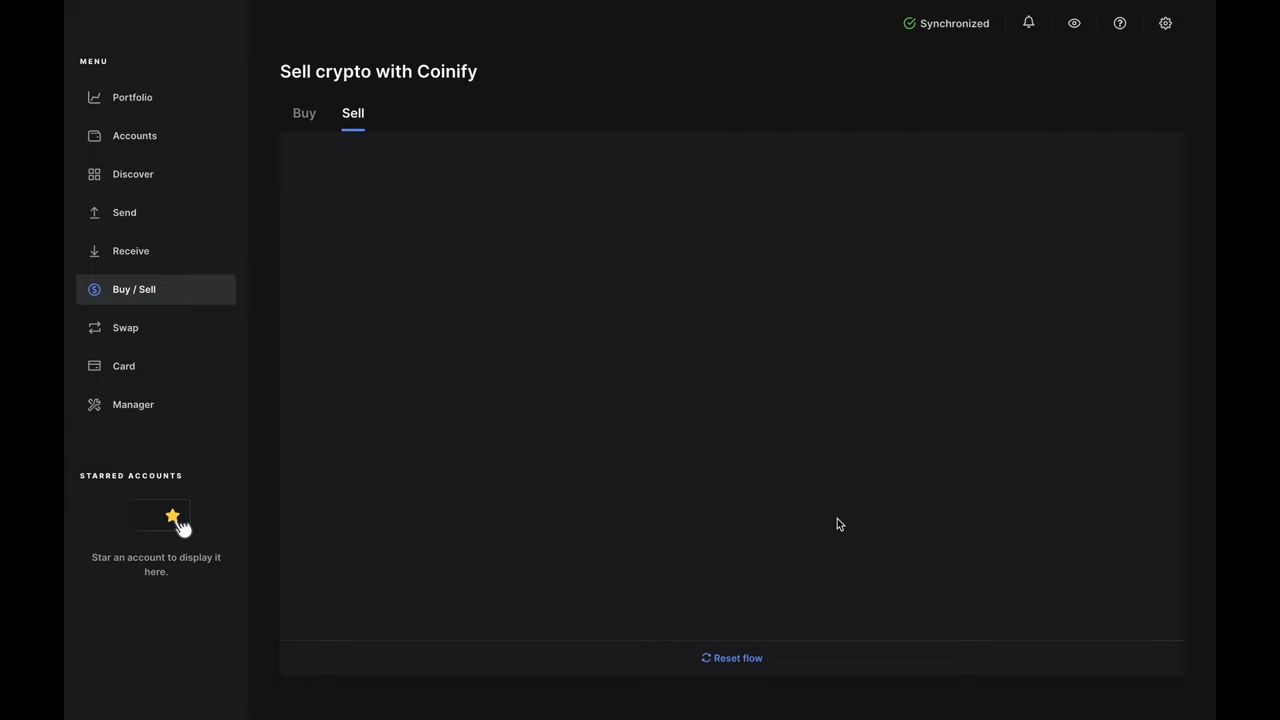 Synchronized
MENU
Portfolio
Accounts
Discover
Send
Receive
Buy / Sell
Swap
Card
Manager
STARRED ACCOUNTS
Star an account to display it
here.
Sell crypto with Coinify
Buy
Sell
Reset flow